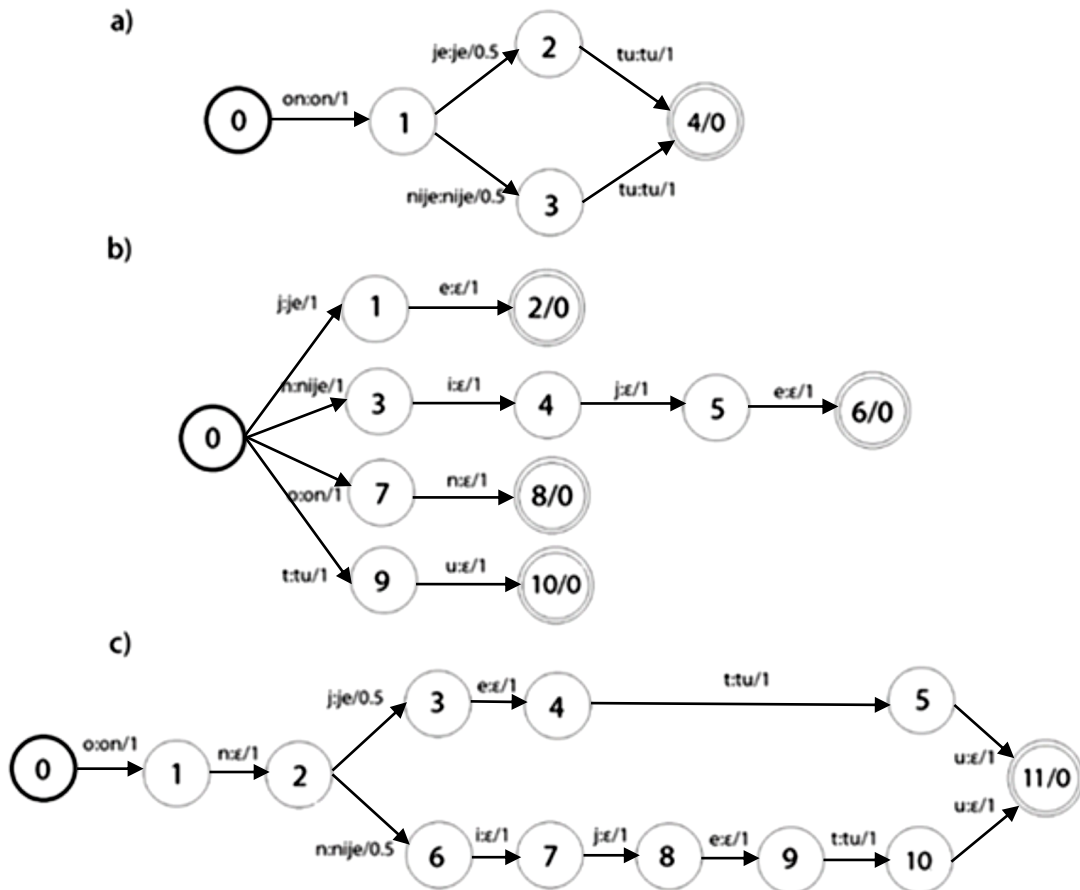 a)
je:je/0.5
2
tu:tu/1
0
on:on/1
1
4/0
nije:nije/0.5
3
tu:tu/1
b)
j:je/1
1
e:ε/1
2/0
n:nije/1
3
i:ε/1
4
j:ε/1
5
e:ε/1
6/0
0
o:on/1
7
n:ε/1
8/0
t:tu/1
9
u:ε/1
10/0
c)
j:je/0.5
3
e:ε/1
4
t:tu/1
5
0
o:on/1
1
n:ε/1
2
u:ε/1
11/0
n:nije/0.5
6
i:ε/1
7
j:ε/1
8
e:ε/1
9
t:tu/1
10
u:ε/1